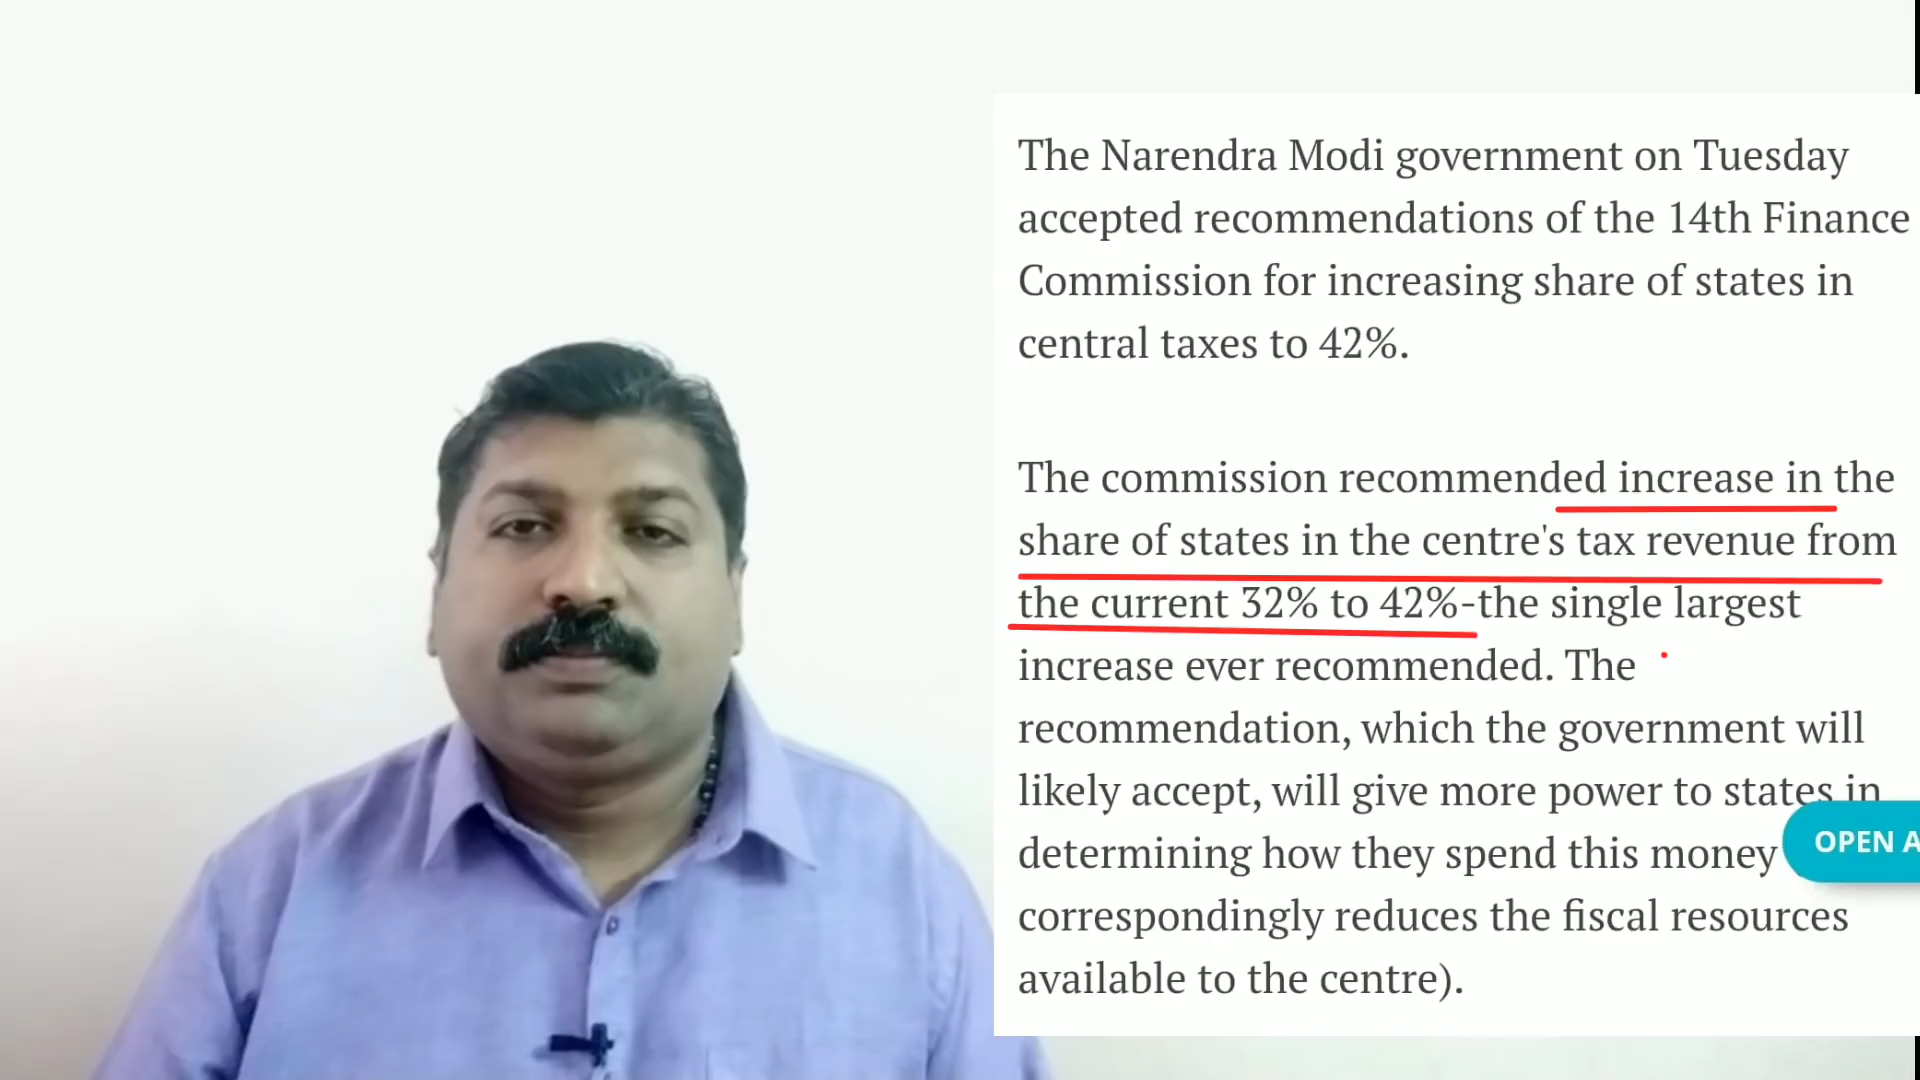 The Narendra Modi government on Tuesday
accepted recommendations of the 14th Finance
Commission for increasing share of states in
central taxes to 42%.
The commission recommended increase in the
share of states in the centre's tax revenue from
the current 32% to 42%-the single largest
increase ever recommended. The
recommendation, which the government will
likely accept, will give more power to states in
determining how they spend this money
correspondingly reduces the fiscal resources
available to the centre).
OPEN